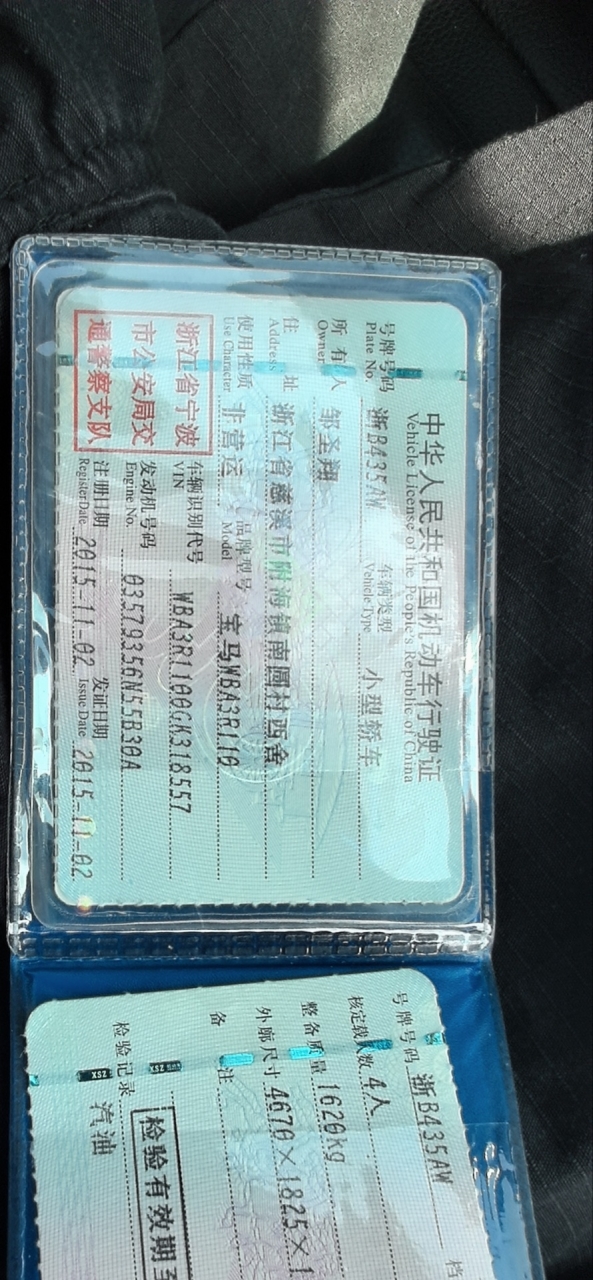 中华人民共和国机动车行驶证
Vehicle License of the People's Republic of China
号牌号码 浙B435AW 车辆类型 小型轿车
Plate No. Vehicle Type
所有人 邹圣翔
Owner
住址 浙江省慈溪市附海镇南圆村西舍
Address
使用性质 非营运 品牌型号 宝马WBA3R110
Use Character Model
浙江省宁波
市公安局交
通警察支队
车辆识别代号 WBA3R1100GK318557
VIN
发动机号码 03579356N55B30A
Engine No.
注册日期 2015-11-02 发证日期 2015-11-02
Register Date Issue Date
号牌号码 浙B435AW 档
核定载人数 4人
整备质量 1620kg
外廓尺寸 4670×1825×1
备注
检验有效期至
检验记录 汽油